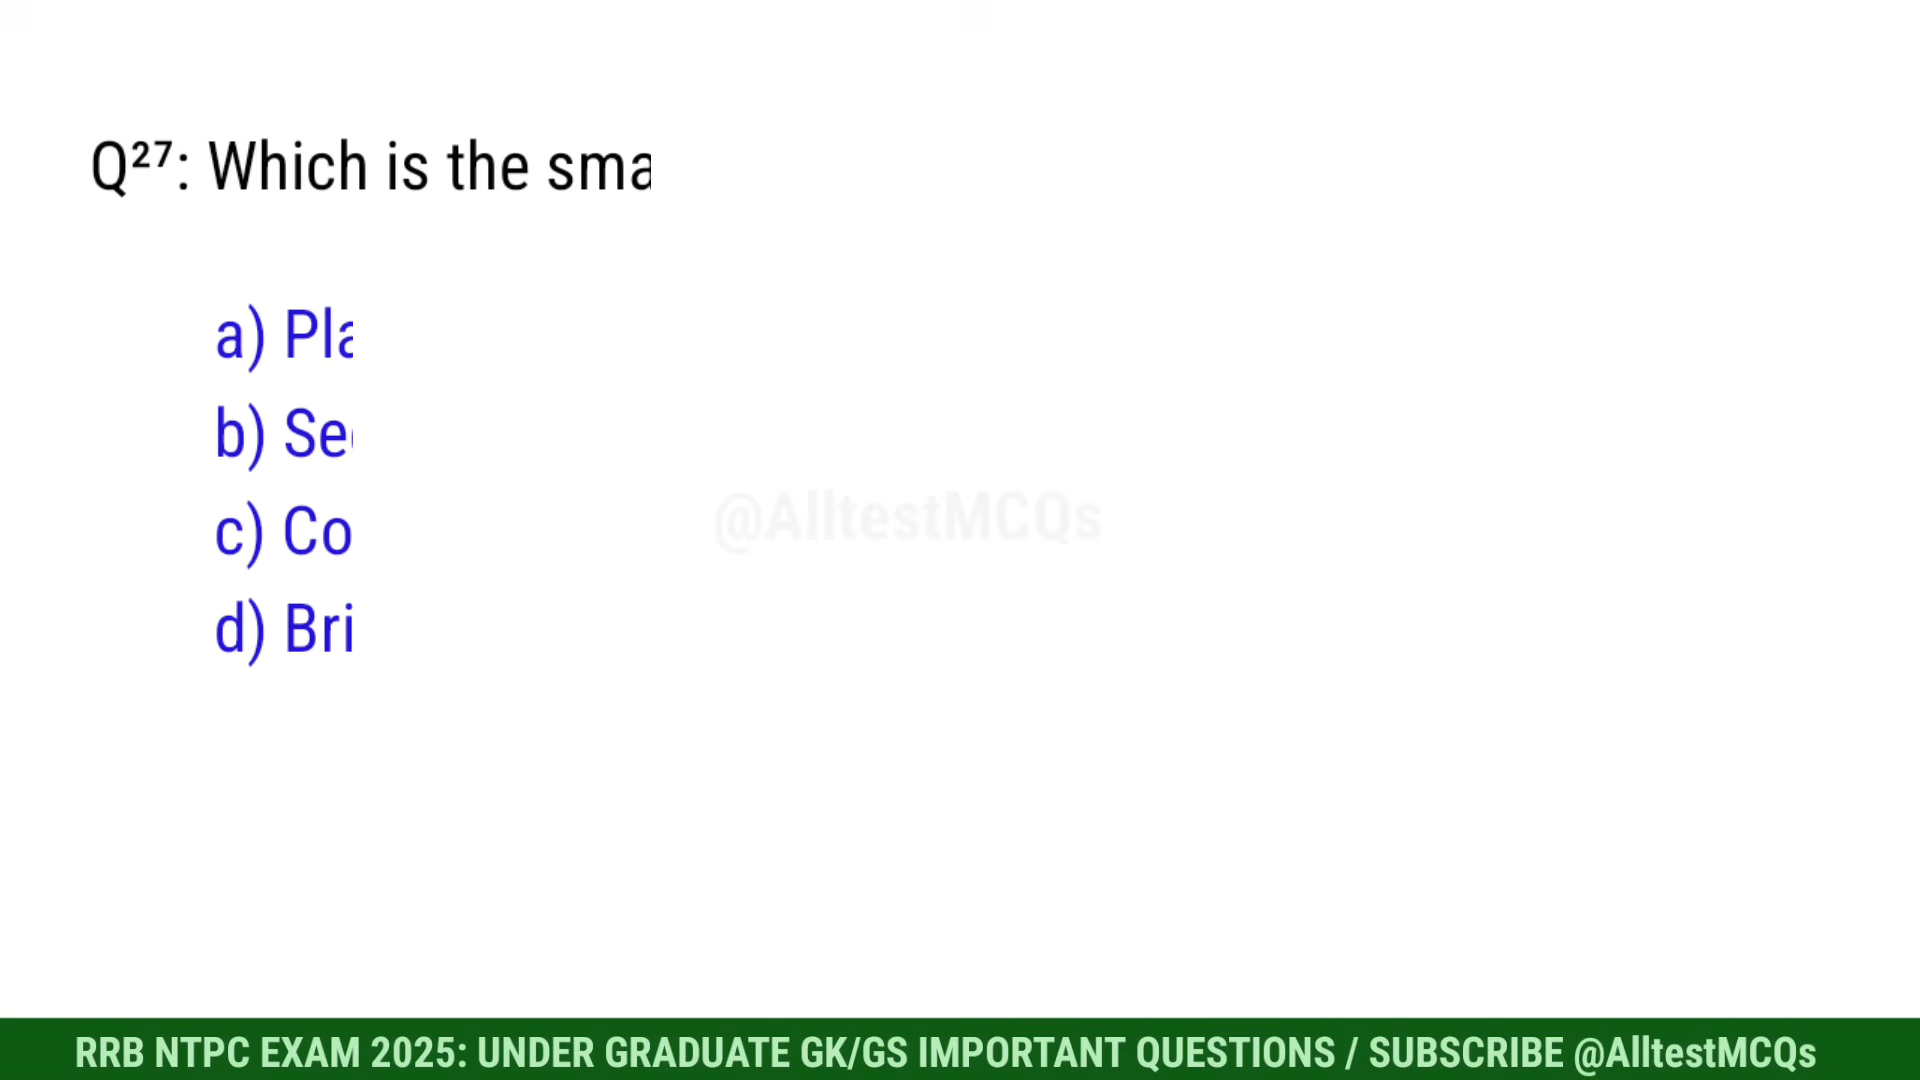 Q²⁷: Which is the sma
a) Pla
b) Se
c) Co
d) Bri
@AlltestMCQs
RRB NTPC EXAM 2025: UNDER GRADUATE GK/GS IMPORTANT QUESTIONS / SUBSCRIBE @AlltestMCQs